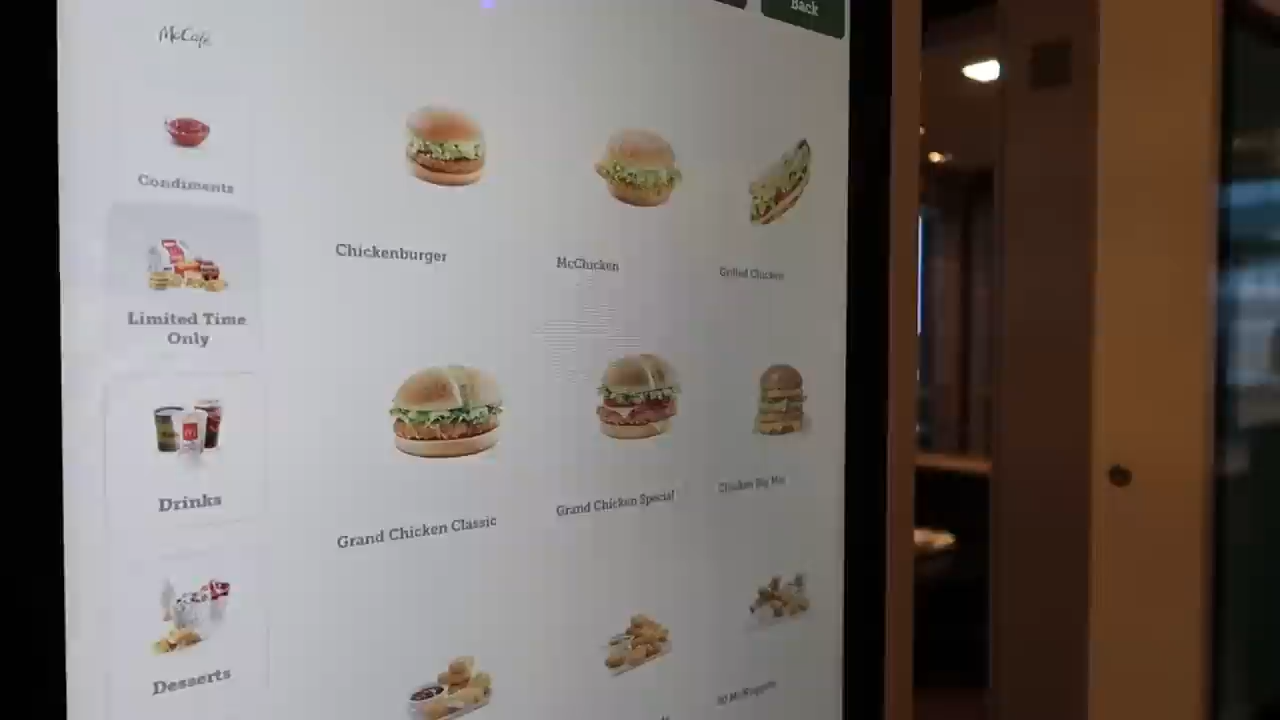 Back
McCafé
Condiments
Limited Time
Only
Drinks
Desserts
Chickenburger
McChicken
Grilled Chicken
Grand Chicken Classic
Grand Chicken Special
Chicken Big Mac